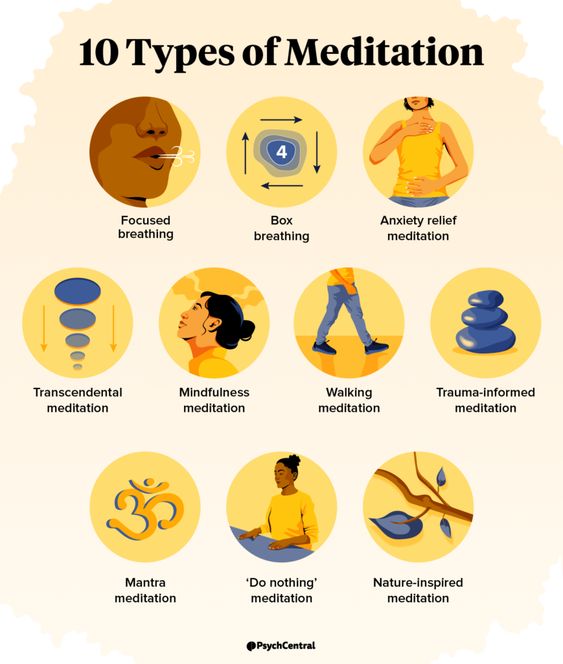 10 Types of Meditation
4
Focused
breathing
Box
breathing
Anxiety relief
meditation
Transcendental
meditation
Mindfulness
meditation
Walking
meditation
Trauma-informed
meditation
ॐ
Mantra
meditation
‘Do nothing’
meditation
Nature-inspired
meditation
PsychCentral